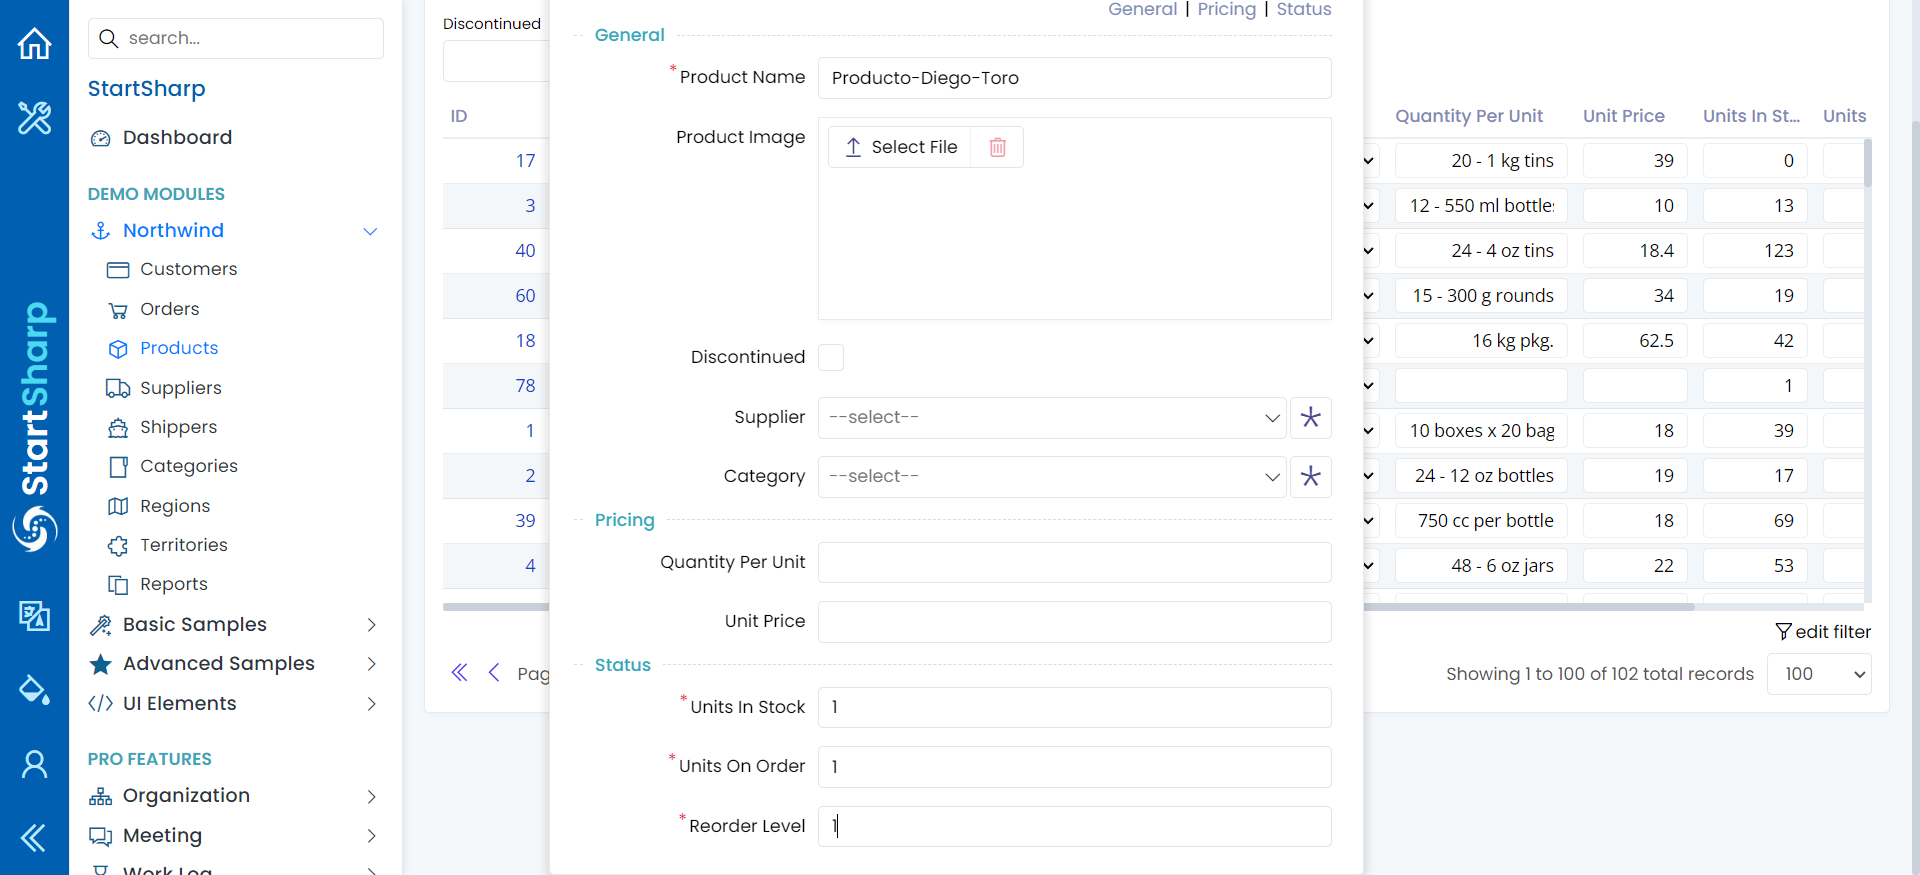 StartSharp
search...
StartSharp
Dashboard
DEMO MODULES
Northwind
Customers
Orders
Products
Suppliers
Shippers
Categories
Regions
Territories
Reports
Basic Samples
Advanced Samples
UI Elements
PRO FEATURES
Organization
Meeting
Work Log
Discontinued
ID
17
3
40
60
18
78
1
2
39
4
General | Pricing | Status
General
* Product Name Producto-Diego-Toro
Product Image Select File
Discontinued
Supplier --select--
Category --select--
Pricing
Quantity Per Unit
Unit Price
Status
* Units In Stock 1
* Units On Order 1
* Reorder Level 1
Quantity Per Unit Unit Price Units In St... Units
20 - 1 kg tins 39 0
12 - 550 ml bottles 10 13
24 - 4 oz tins 18.4 123
15 - 300 g rounds 34 19
16 kg pkg. 62.5 42
1
10 boxes x 20 bag 18 39
24 - 12 oz bottles 19 17
750 cc per bottle 18 69
48 - 6 oz jars 22 53
edit filter
Pag
Showing 1 to 100 of 102 total records 100